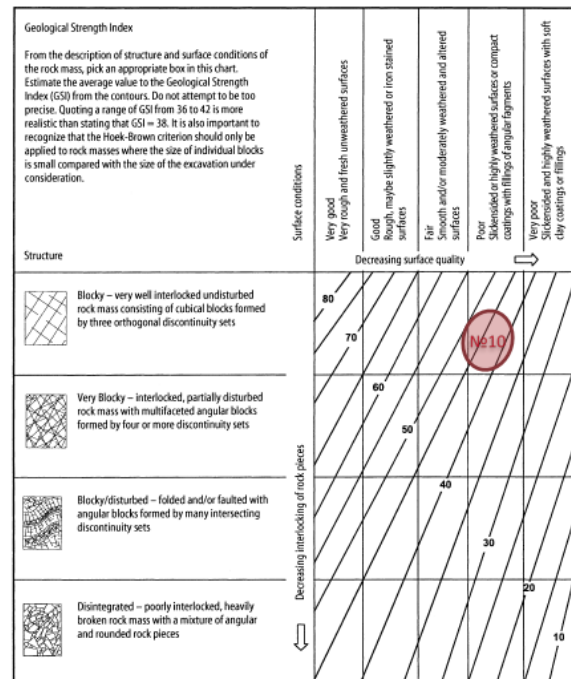 Geological Strength Index
From the description of structure and surface conditions
of the rock mass, pick an appropriate box in this chart.
Estimate the average value to the Geological Strength
Index (GSI) from the contours. Do not attempt to be too
precise. Quoting a range of GSI from 36 to 42 is more
realistic than stating that GSI = 38. It is also important to
recognize that the Hoek-Brown criterion should only be
applied to rock masses where the size of individual blocks
is small compared with the size of the excavation under
consideration.
Structure
Surface conditions
Very good
Very rough and fresh unweathered surfaces
Good
Rough, maybe slightly weathered or iron stained
surfaces
Fair
Smooth and/or moderately weathered and altered
surfaces
Poor
Slickensided or highly weathered surfaces or compact
coatings with fillings of angular fagments
Very poor
Slickensided and highly weathered surfaces with soft
clay coatings or fillings
Decreasing surface quality
Blocky – very well interlocked undisturbed
rock mass consisting of cubical blocks formed
by three orthogonal discontinuity sets
Very Blocky – interlocked, partially disturbed
rock mass with multifaceted angular blocks
formed by four or more discontinuity sets
Blocky/disturbed – folded and/or faulted with
angular blocks formed by many intersecting
discontinuity sets
Disintegrated – poorly interlocked, heavily
broken rock mass with a mixture of angular
and rounded rock pieces
Decreasing interlocking of rock pieces
80
70
№10
60
50
40
30
20
10